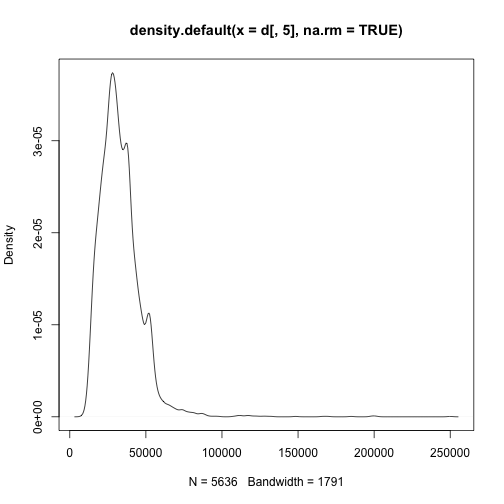 density.default(x = d[, 5], na.rm = TRUE)
Density
3e-05
2e-05
1e-05
0e+00
0 50000 100000 150000 200000 250000
N = 5636 Bandwidth = 1791